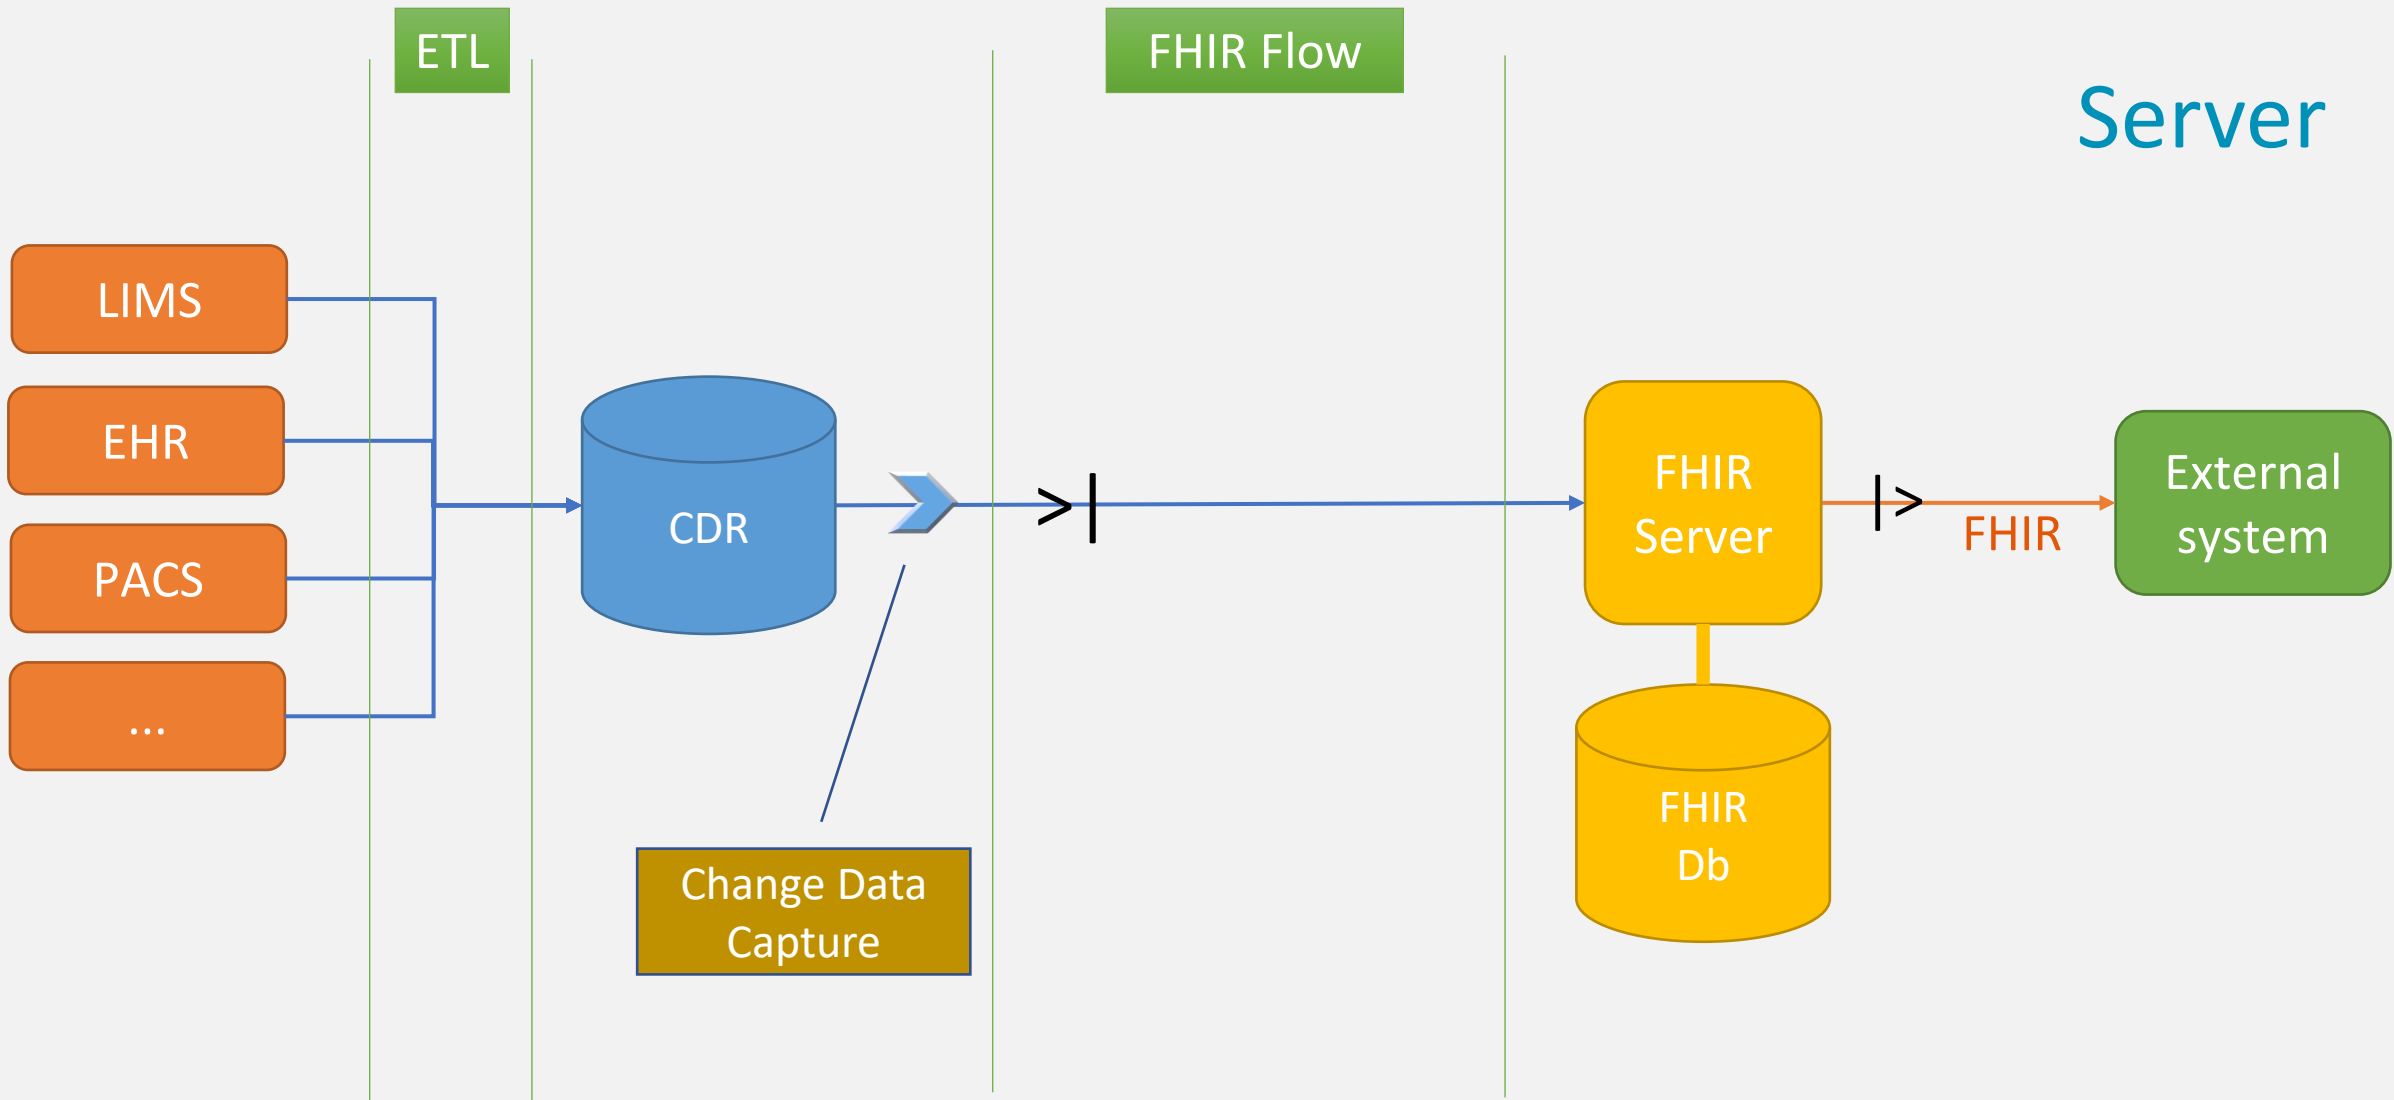 ETL
FHIR Flow
Server
LIMS
EHR
PACS
...
CDR
>|
FHIR
Server
|>
FHIR
External
system
FHIR
Db
Change Data
Capture